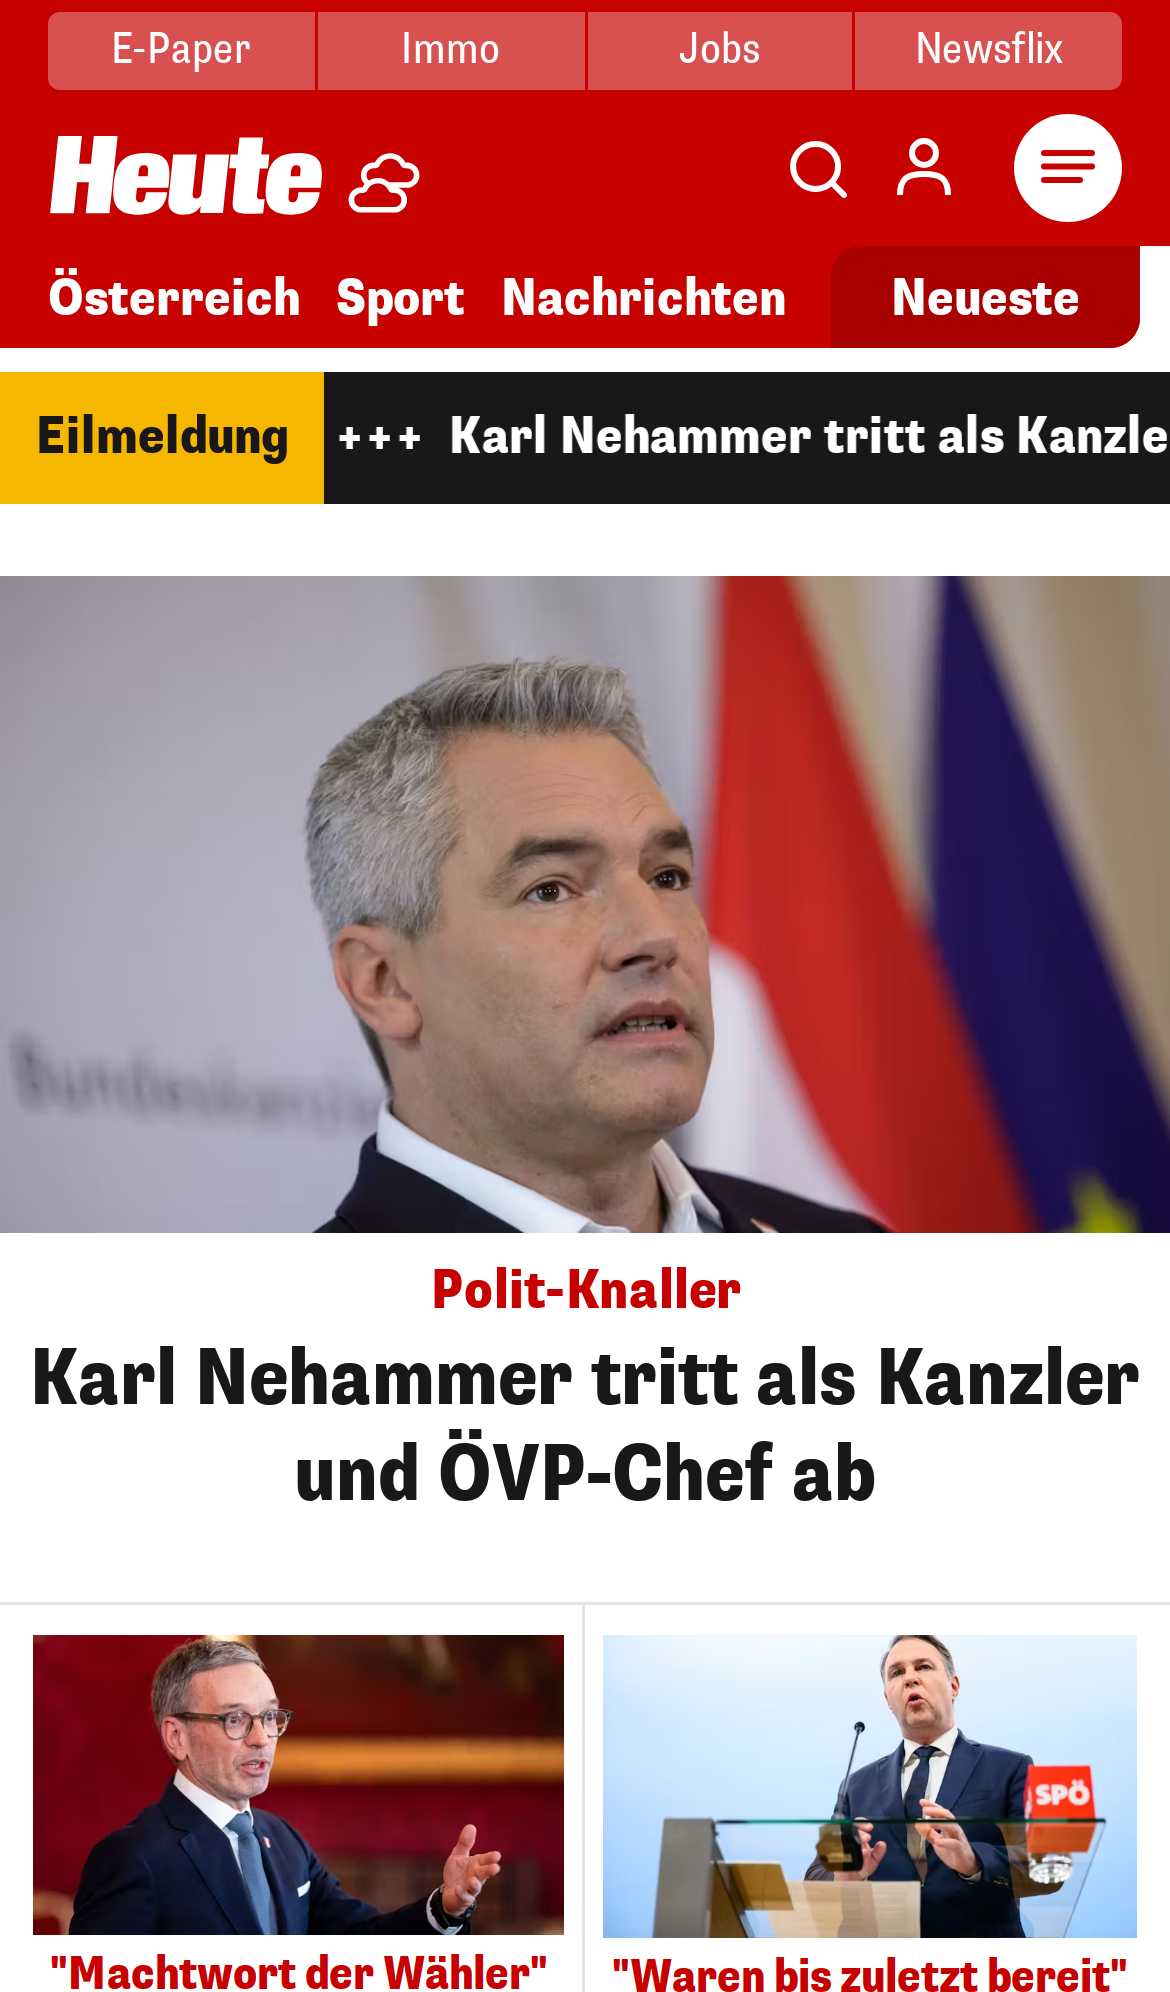 E-Paper Immo Jobs Newsflix
Heute
Österreich Sport Nachrichten Neueste
Eilmeldung +++ Karl Nehammer tritt als Kanzle
Bundeskanzle
Polit-Knaller
Karl Nehammer tritt als Kanzler
und ÖVP-Chef ab
SPÖ
"Machtwort der Wähler"
"Waren bis zuletzt bereit"